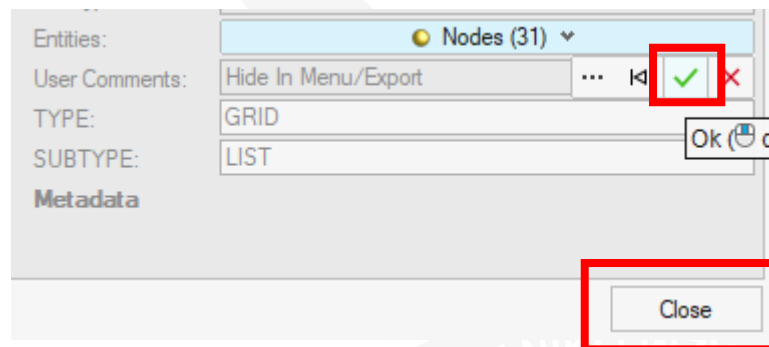 Entities: Nodes (31)
User Comments: Hide In Menu/Export ...
TYPE: GRID
SUBTYPE: LIST
Ok (
Metadata
Close